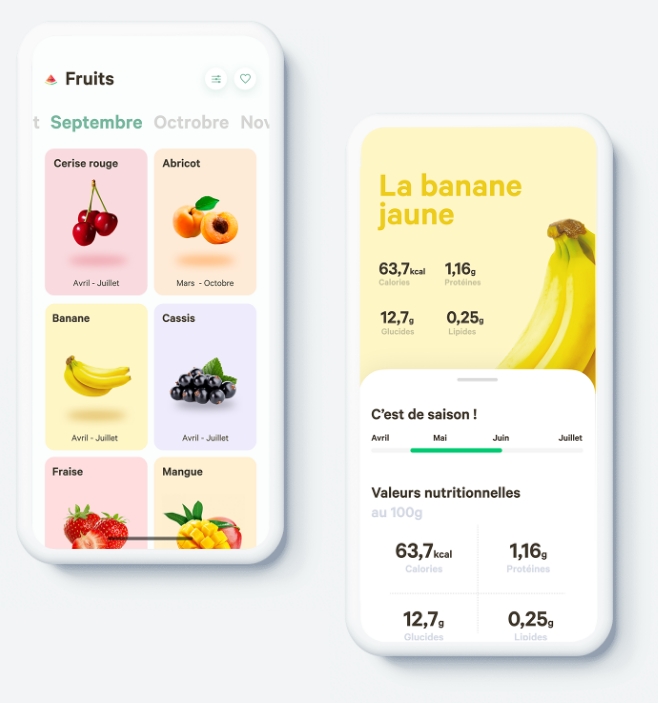 Fruits
t Septembre Octrobre Nov
Cerise rouge
Avril - Juillet
Abricot
Mars - Octobre
Banane
Avril - Juillet
Cassis
Avril - Juillet
Fraise
Mangue
La banane
jaune
63,7kcal
Calories
1,16g
Protéines
12,7g
Glucides
0,25g
Lipides
C'est de saison !
Avril Mai Juin Juillet
Valeurs nutritionnelles
au 100g
63,7kcal
Calories
1,16g
Protéines
12,7g
Glucides
0,25g
Lipides